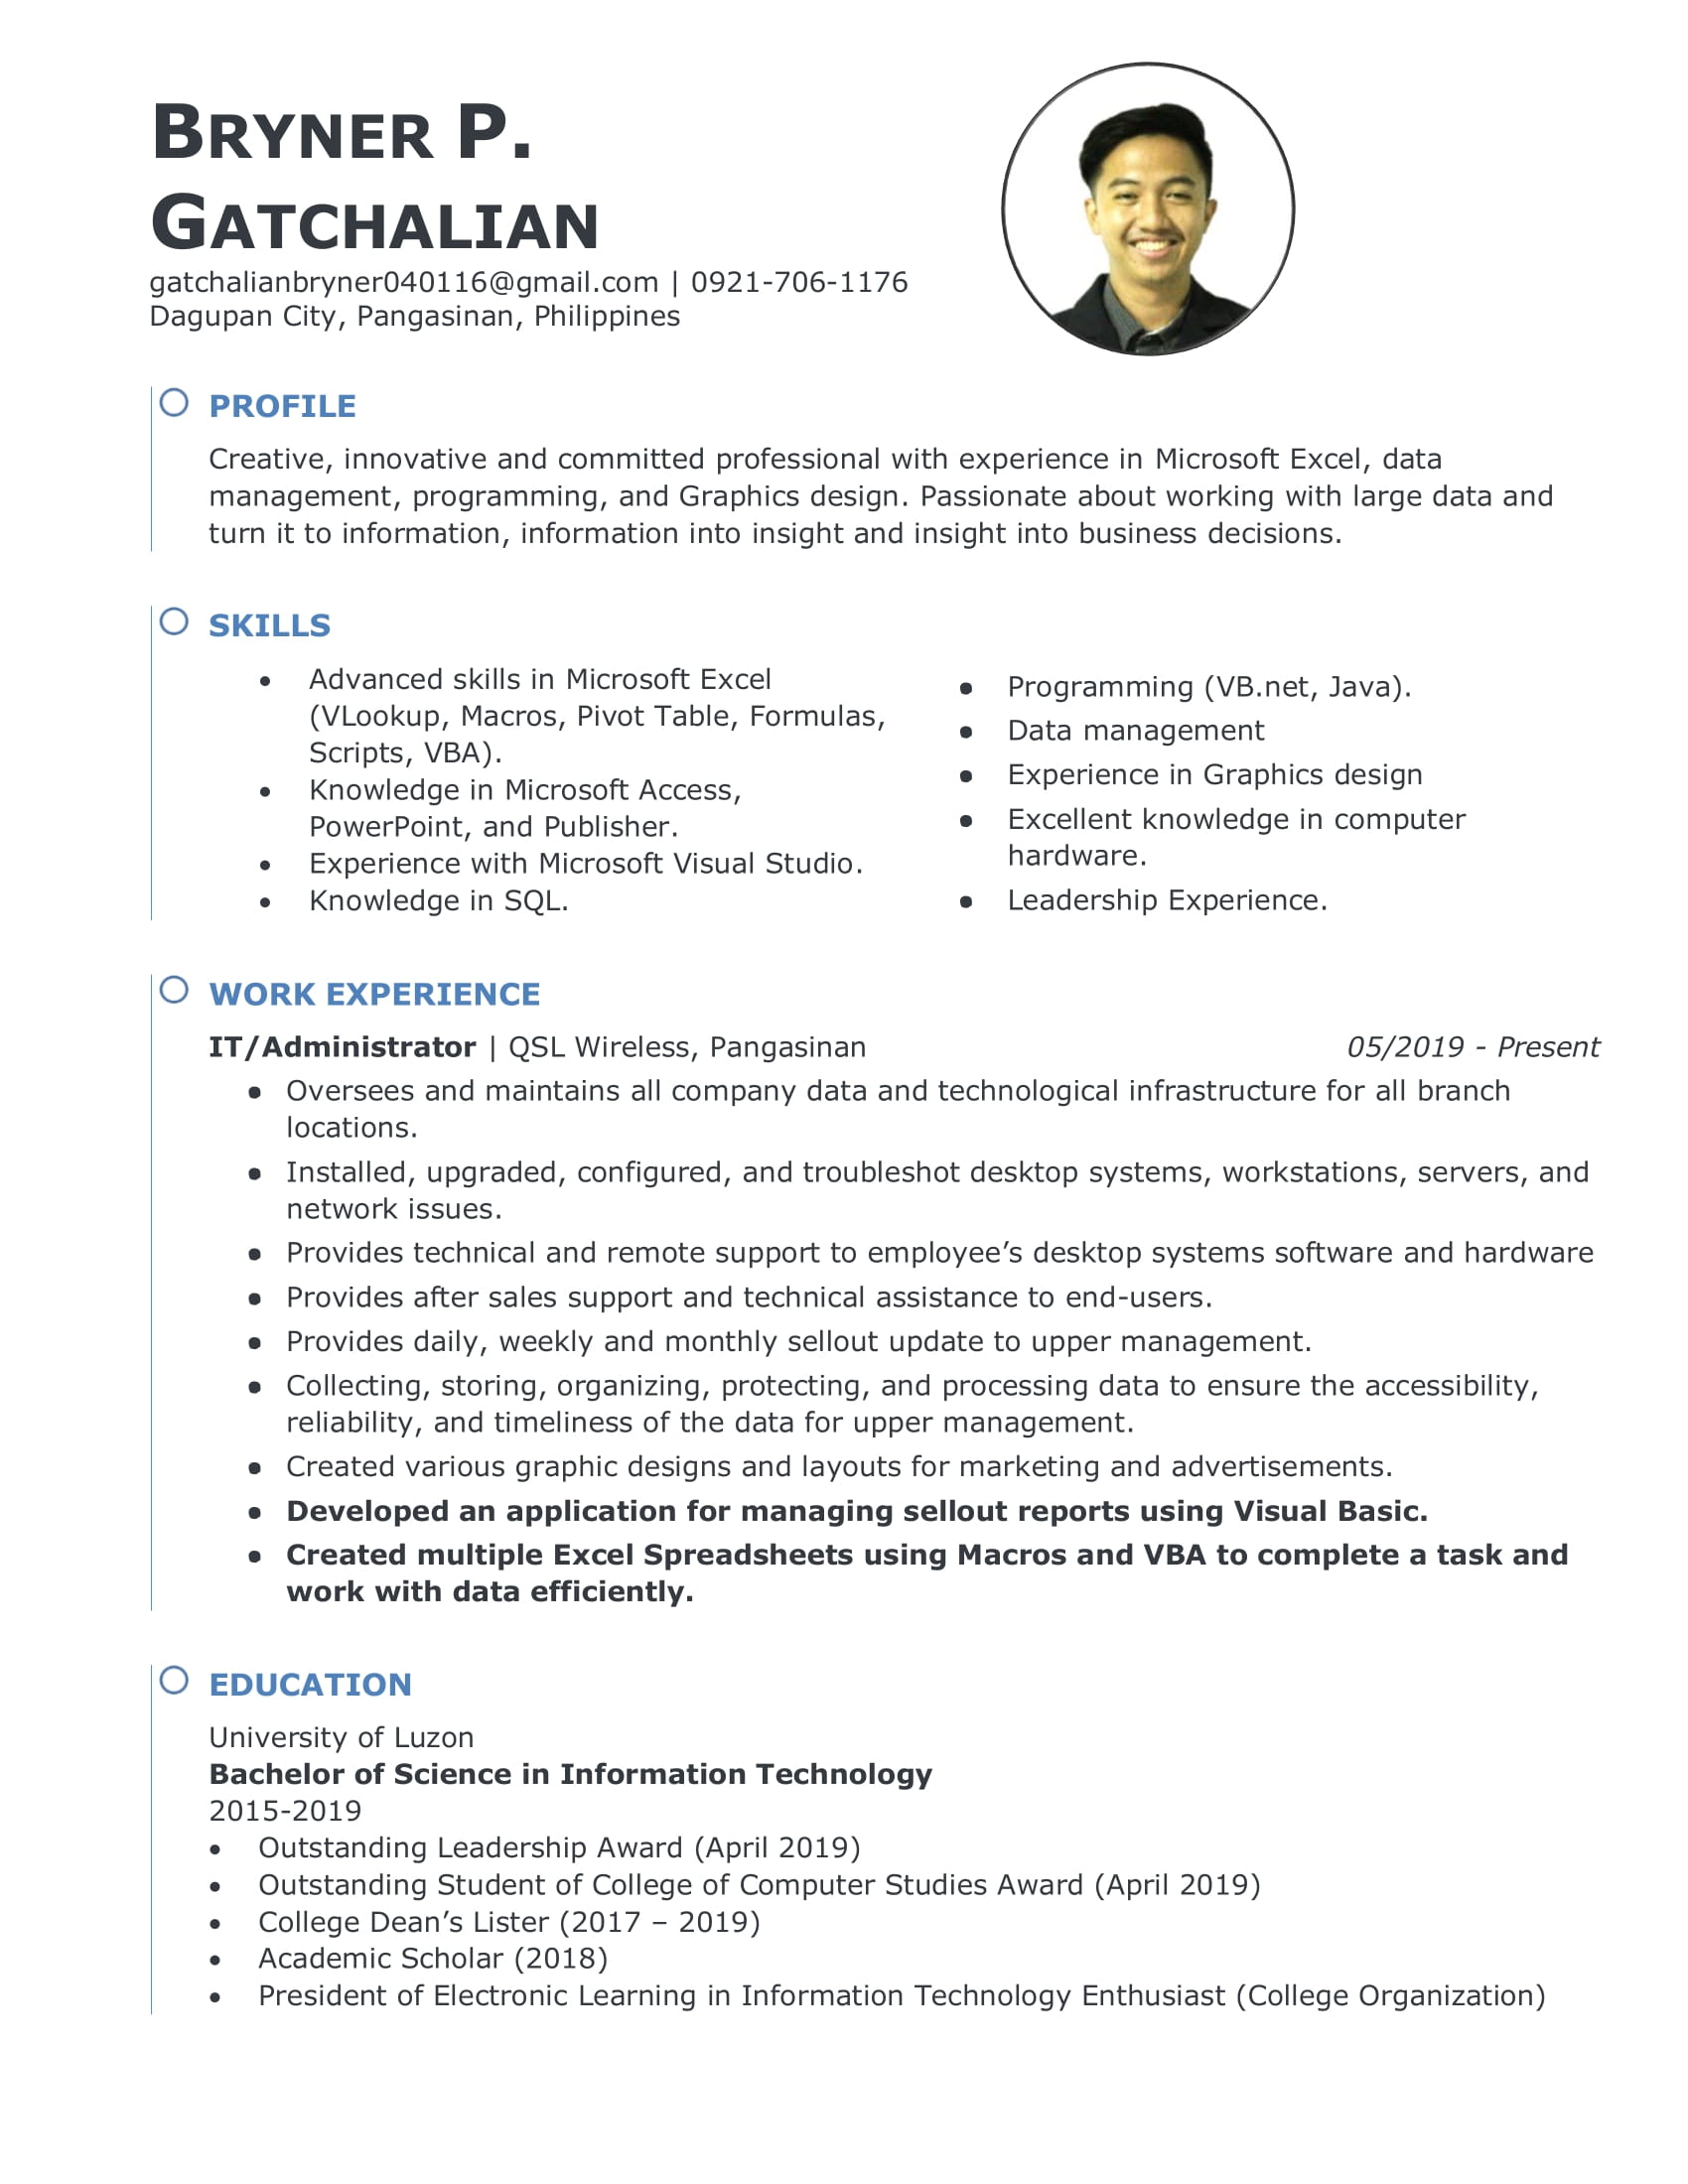 BRYNER P.
GATCHALIAN
gatchalianbryner040116@gmail.com | 0921-706-1176
Dagupan City, Pangasinan, Philippines
PROFILE
Creative, innovative and committed professional with experience in Microsoft Excel, data
management, programming, and Graphics design. Passionate about working with large data and
turn it to information, information into insight and insight into business decisions.
SKILLS
• Advanced skills in Microsoft Excel
(VLookup, Macros, Pivot Table, Formulas,
Scripts, VBA).
• Knowledge in Microsoft Access,
PowerPoint, and Publisher.
• Experience with Microsoft Visual Studio.
• Knowledge in SQL.
• Programming (VB.net, Java).
• Data management
• Experience in Graphics design
• Excellent knowledge in computer
hardware.
• Leadership Experience.
WORK EXPERIENCE
IT/Administrator | QSL Wireless, Pangasinan 05/2019 - Present
• Oversees and maintains all company data and technological infrastructure for all branch
locations.
• Installed, upgraded, configured, and troubleshot desktop systems, workstations, servers, and
network issues.
• Provides technical and remote support to employee’s desktop systems software and hardware
• Provides after sales support and technical assistance to end-users.
• Provides daily, weekly and monthly sellout update to upper management.
• Collecting, storing, organizing, protecting, and processing data to ensure the accessibility,
reliability, and timeliness of the data for upper management.
• Created various graphic designs and layouts for marketing and advertisements.
• Developed an application for managing sellout reports using Visual Basic.
• Created multiple Excel Spreadsheets using Macros and VBA to complete a task and
work with data efficiently.
EDUCATION
University of Luzon
Bachelor of Science in Information Technology
2015-2019
• Outstanding Leadership Award (April 2019)
• Outstanding Student of College of Computer Studies Award (April 2019)
• College Dean’s Lister (2017 – 2019)
• Academic Scholar (2018)
• President of Electronic Learning in Information Technology Enthusiast (College Organization)